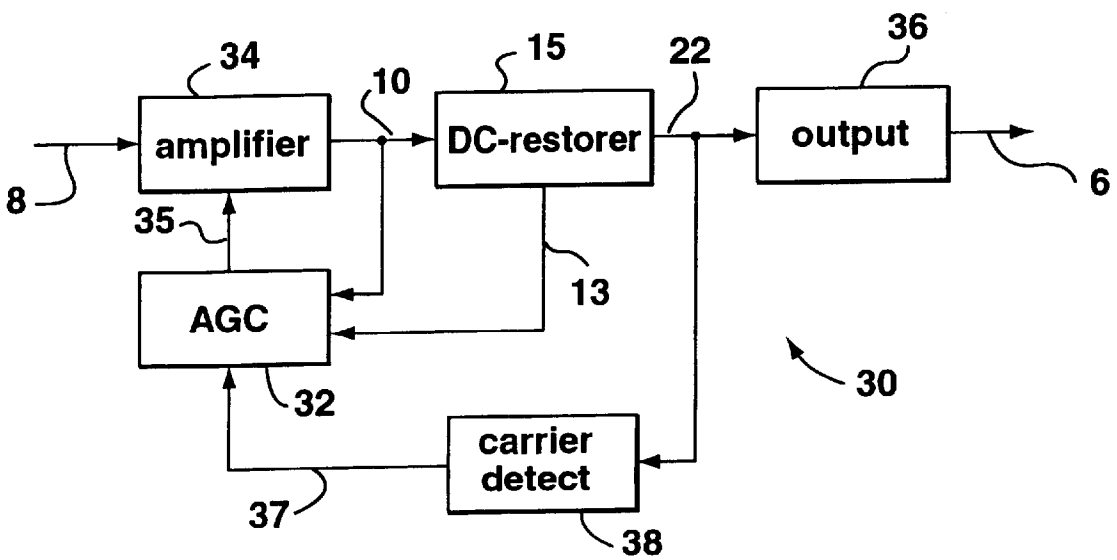 34
15
22
36
10
amplifier
DC-restorer
output
8
6
35
13
AGC
30
32
carrier
detect
37
38